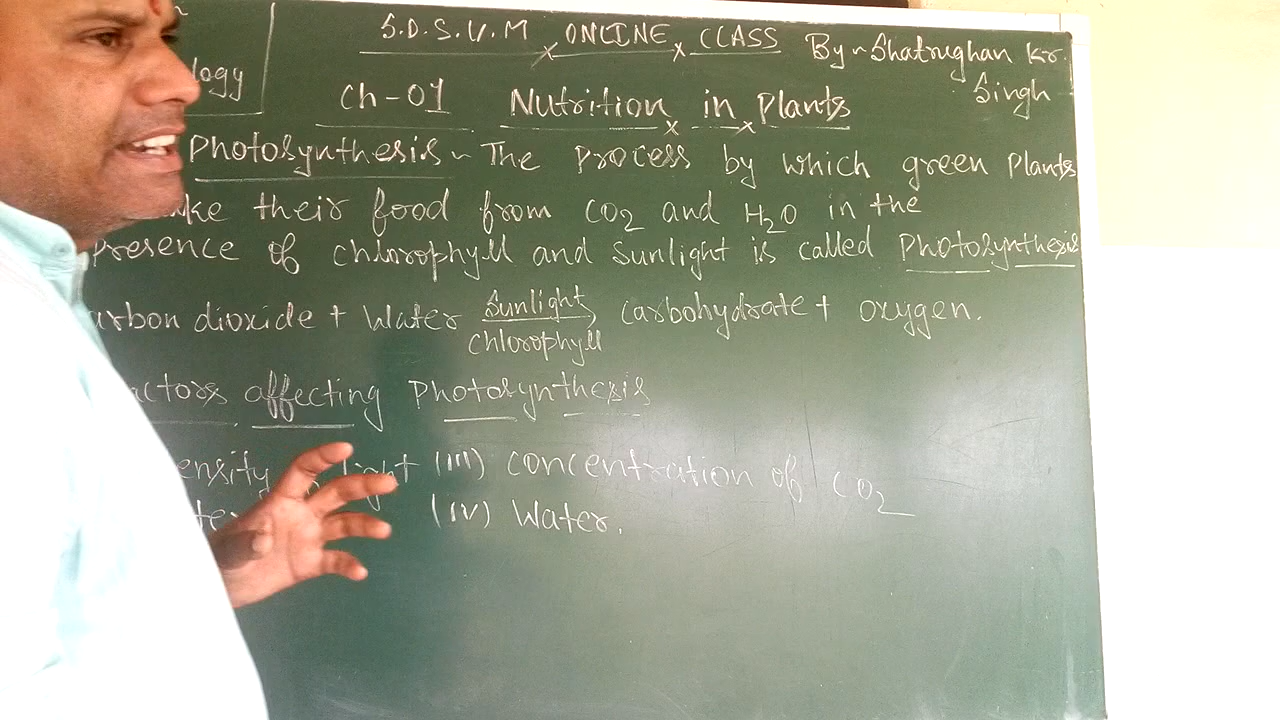 S.D.S.V.M ONLINE CLASS By ~ Shatrughan Kr.
Singh
logy
Ch-01 Nutrition in Plants
Photosynthesis ~ The Process by which green Plants
make their food from CO2 and H2O in the
Presence of chlorophyll and Sunlight is called Photosynthesis
arbon dioxide + Water Sunlight Carbohydrate + oxygen.
chlorophyll
actors affecting Photosynthesis
ensity light (III) Concentration of CO2
(IV) Water.